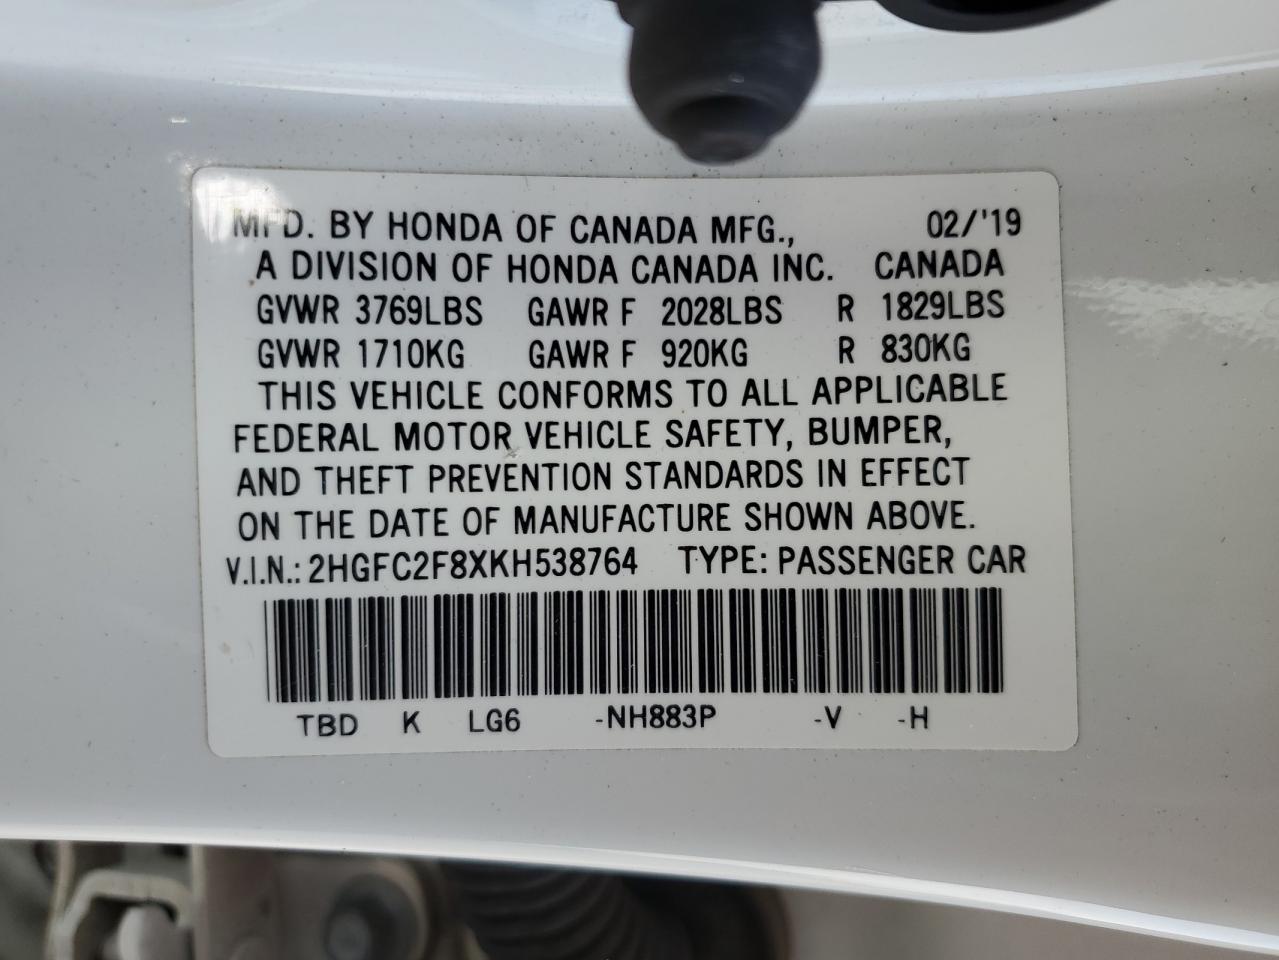 MFD. BY HONDA OF CANADA MFG., 02/'19
A DIVISION OF HONDA CANADA INC. CANADA
GVWR 3769LBS GAWR F 2028LBS R 1829LBS
GVWR 1710KG GAWR F 920KG R 830KG
THIS VEHICLE CONFORMS TO ALL APPLICABLE
FEDERAL MOTOR VEHICLE SAFETY, BUMPER,
AND THEFT PREVENTION STANDARDS IN EFFECT
ON THE DATE OF MANUFACTURE SHOWN ABOVE.
V.I.N.: 2HGFC2F8XKH538764 TYPE: PASSENGER CAR
TBD K LG6 -NH883P -V -H